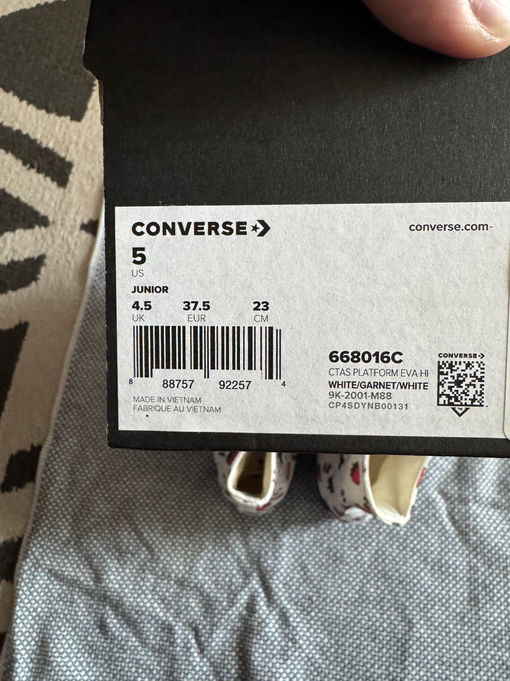 CONVERSE
converse.com-
5
US
JUNIOR
4.5 37.5 23
UK EUR CM
8 88757 92257 4
MADE IN VIETNAM
FABRIQUE AU VIETNAM
668016C
CTAS PLATFORM EVA HI
WHITE/GARNET/WHITE
9K-2001-M88
CP4SDYNB00131
CONVERSE